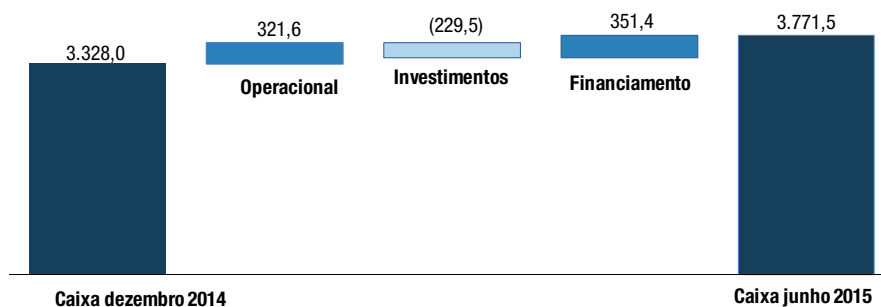 3.328,0
321,6
(229,5)
351,4
3.771,5
Operacional
Investimentos
Financiamento
Caixa dezembro 2014
Caixa junho 2015